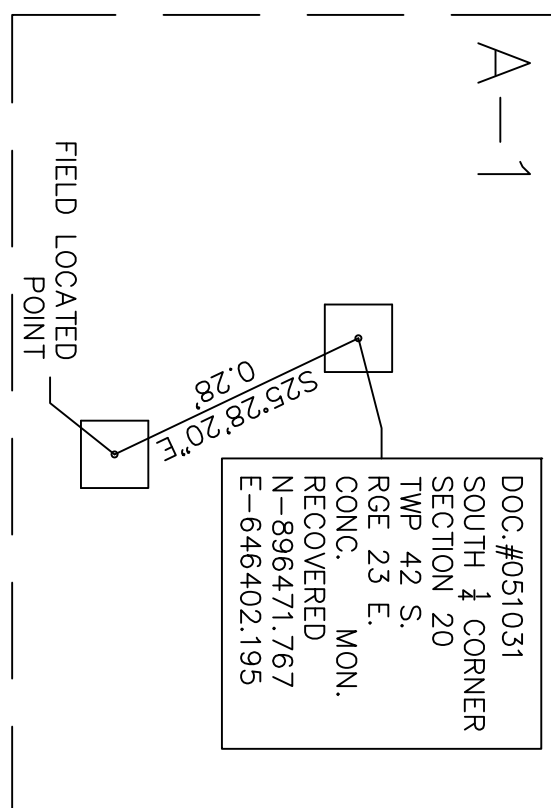 A-1
DOC.#051031
SOUTH 1/4 CORNER
SECTION 20
TWP 42 S.
RGE 23 E.
CONC. MON.
RECOVERED
N-896471.767
E-646402.195
S25°28'20"E
0.28'
FIELD LOCATED
POINT